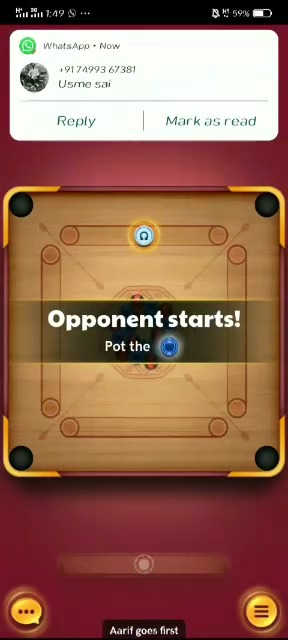 1:49
59%
WhatsApp • Now
+91 74993 67381
Usme sai
Reply
Mark as read
Opponent starts!
Pot the
Aarif goes first